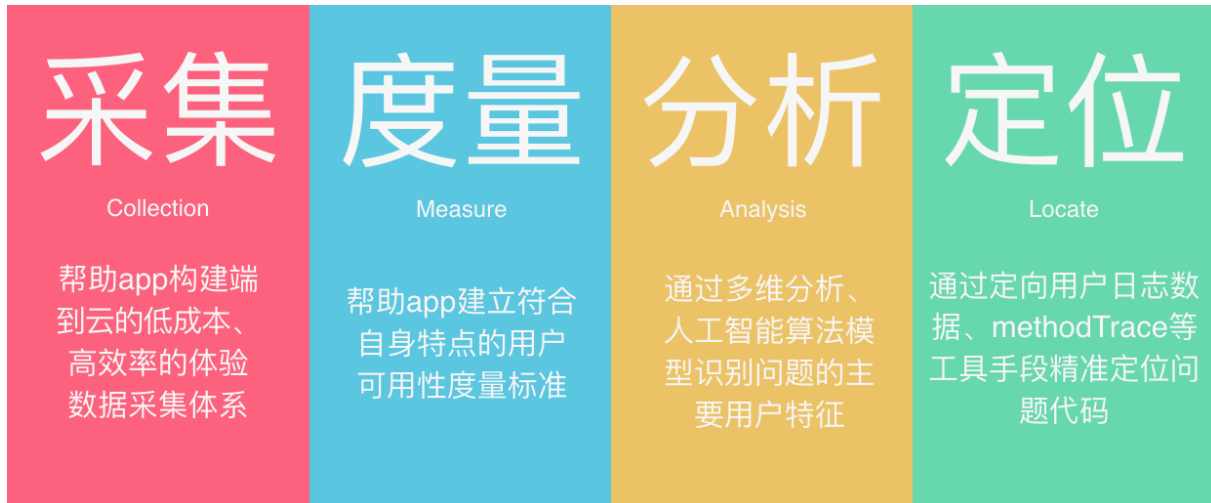 采集
Collection
帮助app构建端
到云的低成本、
高效率的体验
数据采集体系
度量
Measure
帮助app建立符合
自身特点的用户
可用性度量标准
分析
Analysis
通过多维分析、
人工智能算法模
型识别问题的主
要用户特征
定位
Locate
通过定向用户日志数
据、methodTrace等
工具手段精准定位问
题代码